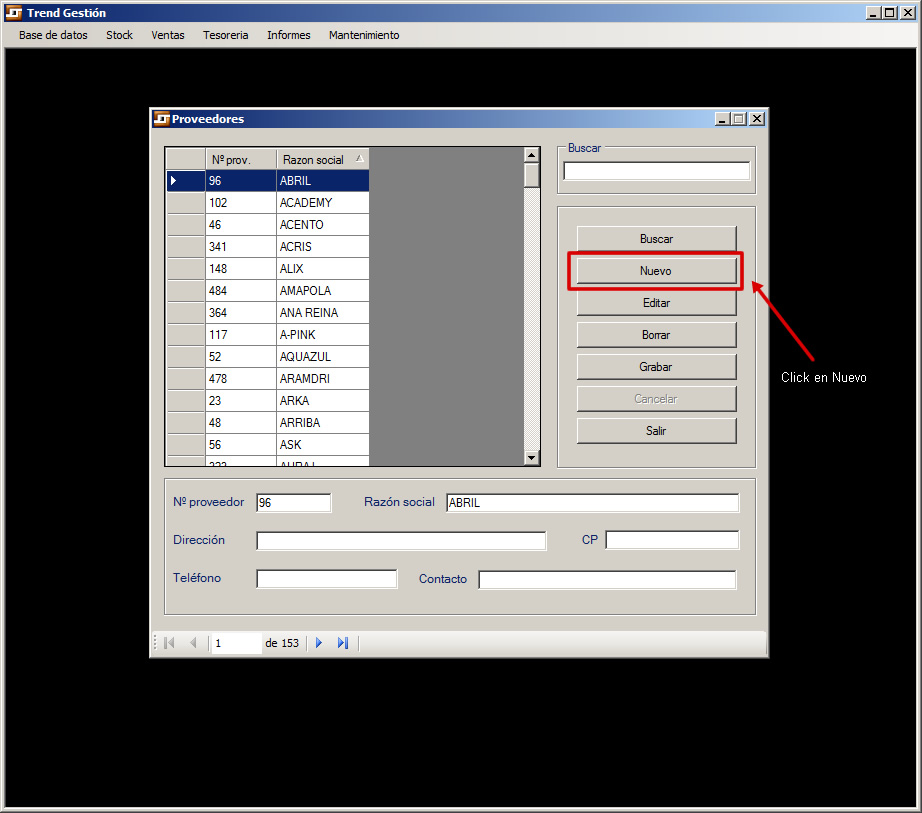 Trend Gestión
Base de datos Stock Ventas Tesoreria Informes Mantenimiento
Proveedores
Nº prov. Razon social
96 ABRIL
102 ACADEMY
46 ACENTO
341 ACRIS
148 ALIX
484 AMAPOLA
364 ANA REINA
117 A-PINK
52 AQUAZUL
478 ARAMDRI
23 ARKA
48 ARRIBA
56 ASK
Buscar
Buscar
Nuevo
Editar
Borrar
Grabar
Cancelar
Salir
Click en Nuevo
Nº proveedor 96 Razón social ABRIL
Dirección CP
Teléfono Contacto
1 de 153